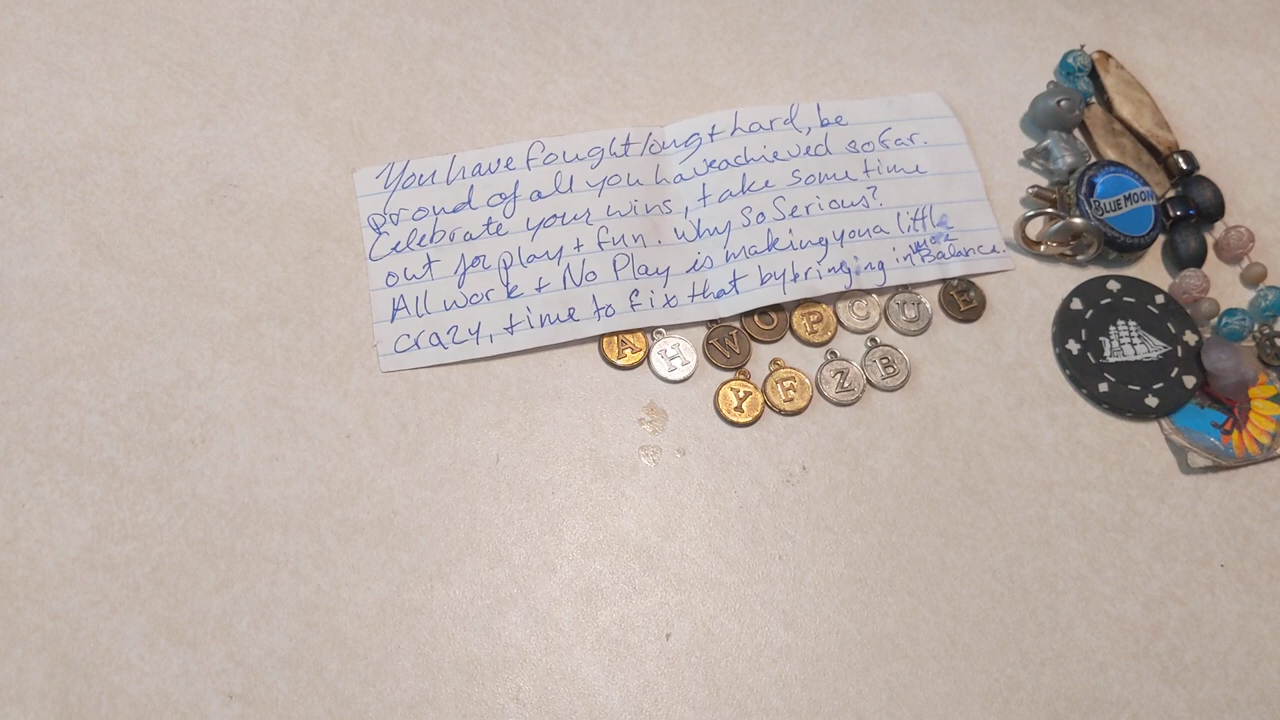 You have fought long + hard, be
proud of all you have achieved so far.
Celebrate your wins, take some time
out for play + fun. Why So Serious?
All work + No Play is making you a little
crazy, time to fix that by bringing in more Balance.
A H W O P C U E
Y F Z B
BLUE MOON